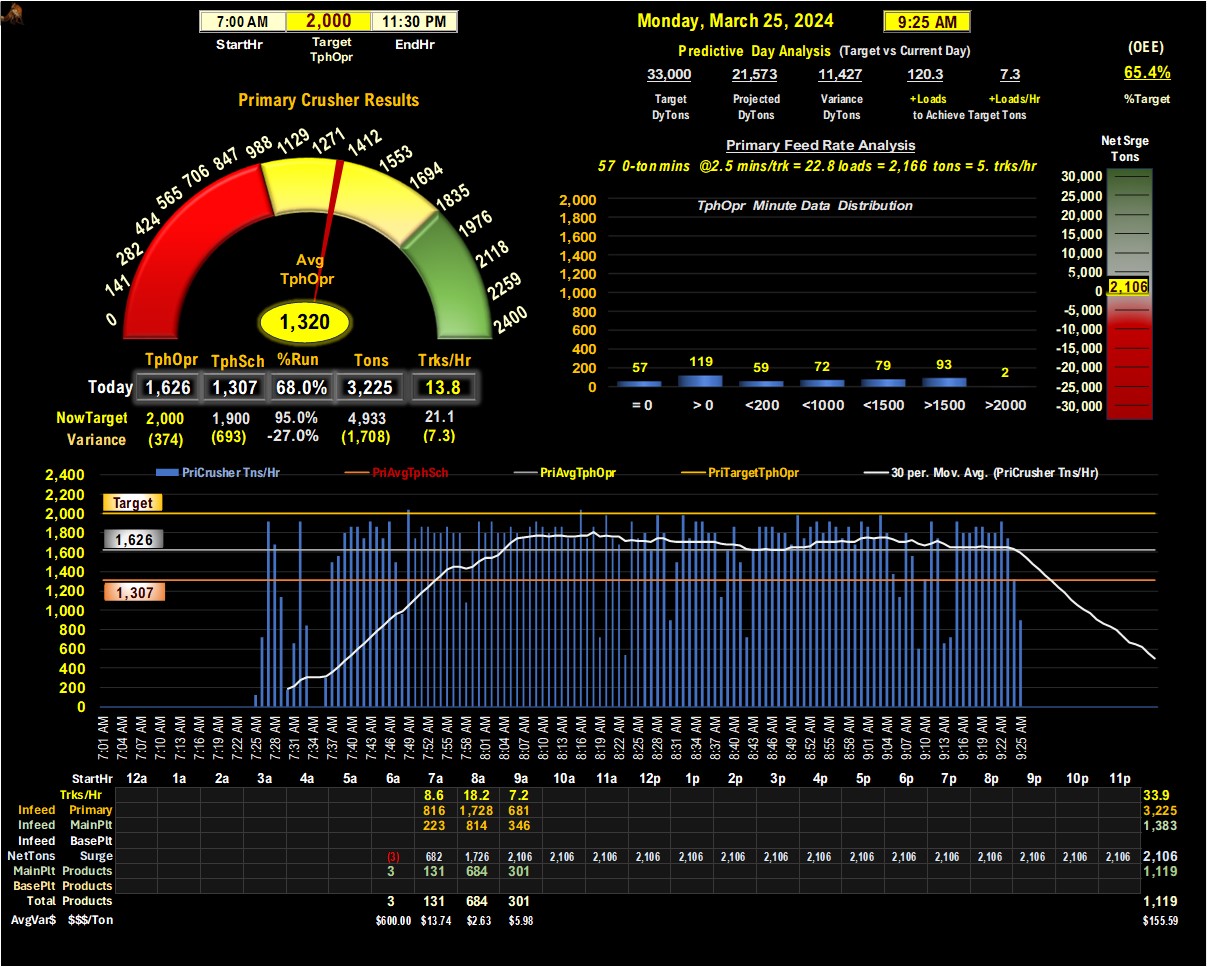 7:00 AM 2,000 11:30 PM
StartHr Target TphOpr EndHr
Monday, March 25, 2024 9:25 AM
Predictive Day Analysis (Target vs Current Day)
33,000 21,573 11,427 120.3 7.3
Target DyTons Projected DyTons Variance DyTons +Loads +Loads/Hr
to Achieve Target Tons
(OEE)
65.4%
%Target
Primary Crusher Results
0 141 282 424 565 706 847 988 1129 1271 1412 1553 1694 1835 1976 2118 2259 2400
Avg
TphOpr
1,320
TphOpr TphSch %Run Tons Trks/Hr
Today 1,626 1,307 68.0% 3,225 13.8
NowTarget 2,000 1,900 95.0% 4,933 21.1
Variance (374) (693) -27.0% (1,708) (7.3)
Primary Feed Rate Analysis
57 0-ton mins @2.5 mins/trk = 22.8 loads = 2,166 tons = 5. trks/hr
TphOpr Minute Data Distribution
2,000
1,800
1,600
1,400
1,200
1,000
800
600
400
200
0
57 119 59 72 79 93 2
= 0 > 0 <200 <1000 <1500 >1500 >2000
Net Srge
Tons
30,000
25,000
20,000
15,000
10,000
5,000
0 2,106
-5,000
-10,000
-15,000
-20,000
-25,000
-30,000
PriCrusher Tns/Hr PriAvgTphSch PriAvgTphOpr PriTargetTphOpr 30 per. Mov. Avg. (PriCrusher Tns/Hr)
2,400
2,200
2,000
1,800
1,600
1,400
1,200
1,000
800
600
400
200
0
Target
1,626
1,307
7:01 AM 7:04 AM 7:07 AM 7:10 AM 7:13 AM 7:16 AM 7:19 AM 7:22 AM 7:25 AM 7:28 AM 7:31 AM 7:34 AM 7:37 AM 7:40 AM 7:43 AM 7:46 AM 7:49 AM 7:52 AM 7:55 AM 7:58 AM 8:01 AM 8:04 AM 8:07 AM 8:10 AM 8:13 AM 8:16 AM 8:19 AM 8:22 AM 8:25 AM 8:28 AM 8:31 AM 8:34 AM 8:37 AM 8:40 AM 8:43 AM 8:46 AM 8:49 AM 8:52 AM 8:55 AM 8:58 AM 9:01 AM 9:04 AM 9:07 AM 9:10 AM 9:13 AM 9:16 AM 9:19 AM 9:22 AM 9:25 AM
StartHr 12a 1a 2a 3a 4a 5a 6a 7a 8a 9a 10a 11a 12p 1p 2p 3p 4p 5p 6p 7p 8p 9p 10p 11p
Trks/Hr 8.6 18.2 7.2 33.9
Infeed Primary 816 1,728 681 3,225
Infeed MainPlt 223 814 346 1,383
Infeed BasePlt
NetTons Surge (3) 682 1,726 2,106 2,106 2,106 2,106 2,106 2,106 2,106 2,106 2,106 2,106 2,106 2,106 2,106 2,106 2,106 2,106
MainPlt Products 3 131 684 301 1,119
BasePlt Products
Total Products 3 131 684 301 1,119
AvgVar$ $$$/Ton $600.00 $13.74 $2.63 $5.98 $155.59